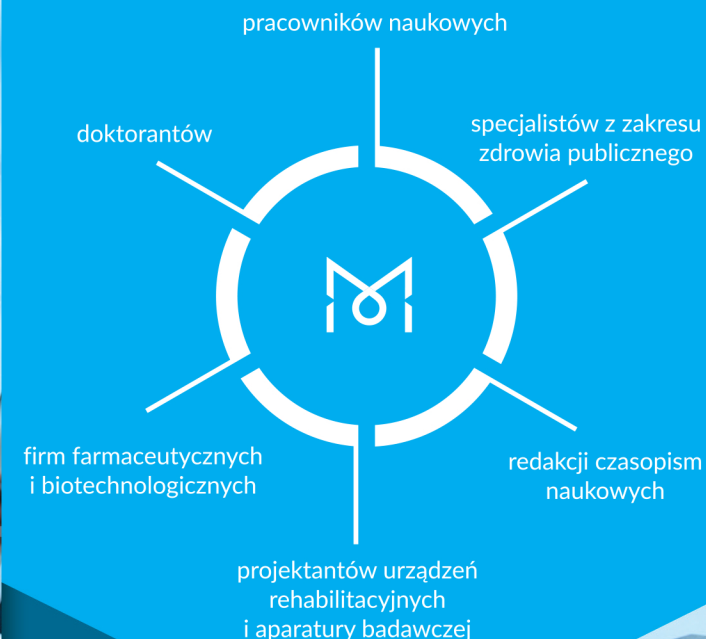 pracowników naukowych
doktorantów
specjalistów z zakresu
zdrowia publicznego
firm farmaceutycznych
i biotechnologicznych
redakcji czasopism
naukowych
projektantów urządzeń
rehabilitacyjnych
i aparatury badawczej